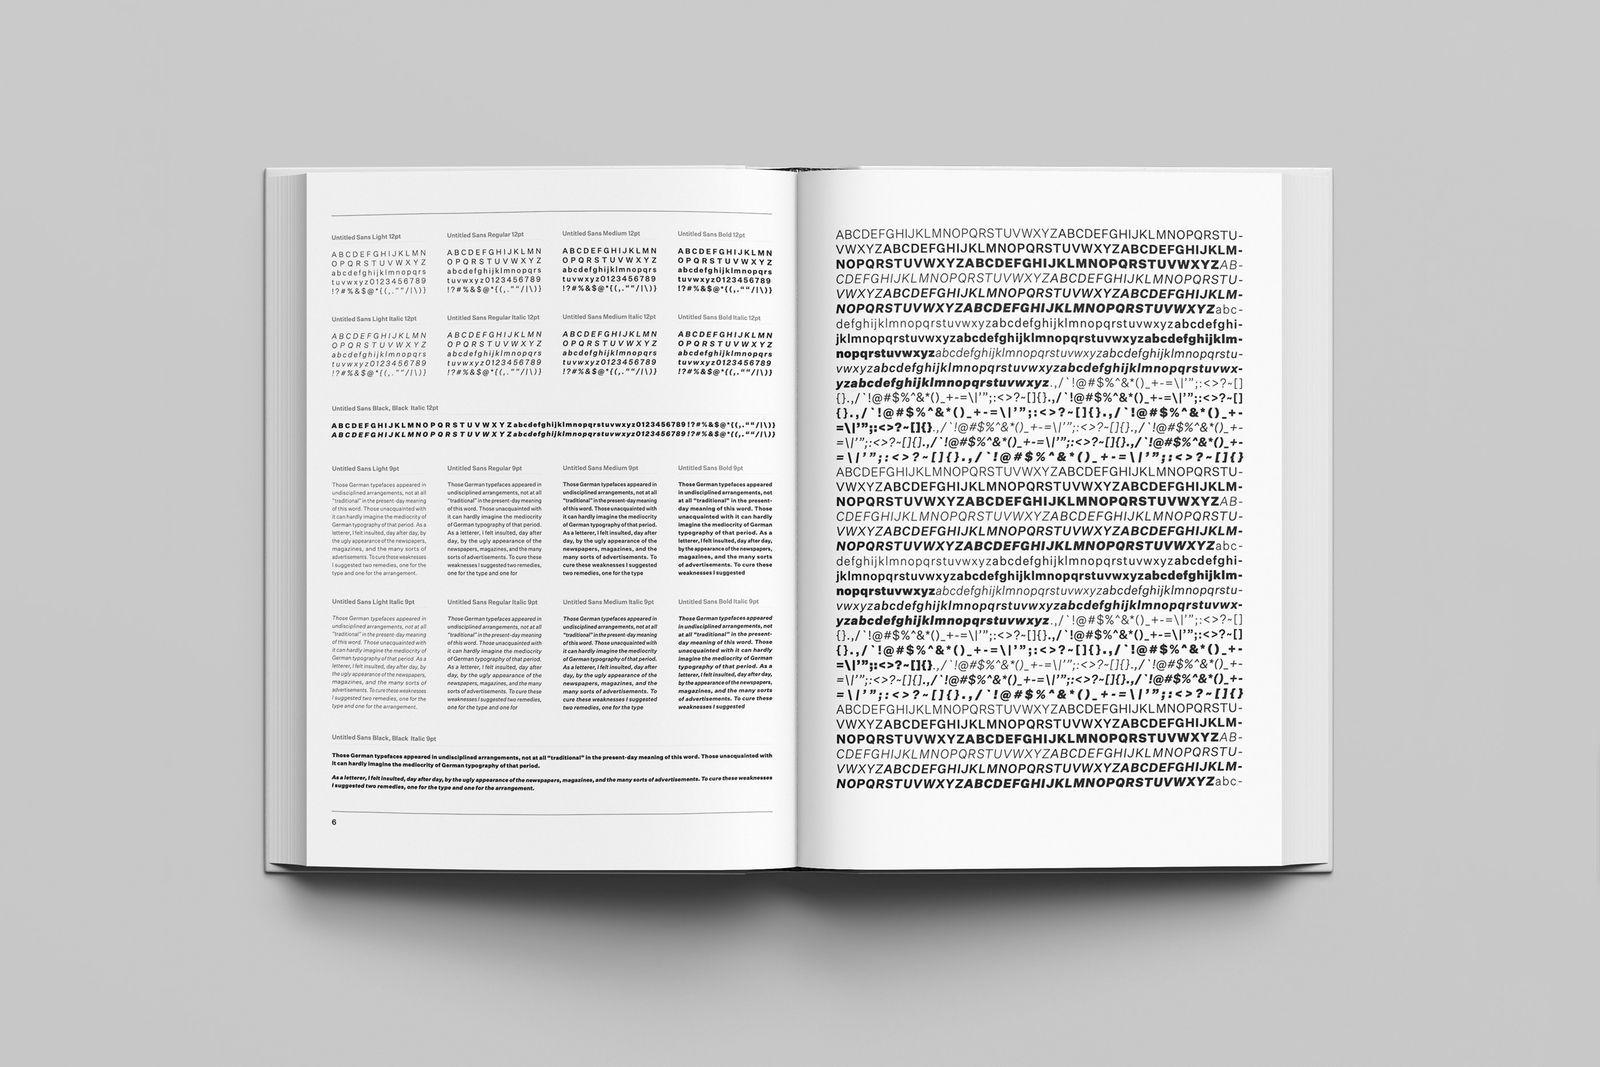 Untitled Sans Light 12pt
ABCDEFGHIJKLMN
OPQRSTUVWXYZ
abcdefghijklmnopqrs
tuvwxyz0123456789
!?#%&$@*{(,.""/|\)}
Untitled Sans Regular 12pt
ABCDEFGHIJKLMN
OPQRSTUVWXYZ
abcdefghijklmnopqrs
tuvwxyz0123456789
!?#%&$@*{(,.""/|\)}
Untitled Sans Medium 12pt
ABCDEFGHIJKLMN
OPQRSTUVWXYZ
abcdefghijklmnopqrs
tuvwxyz0123456789
!?#%&$@*{(,.""/|\)}
Untitled Sans Bold 12pt
ABCDEFGHIJKLMN
OPQRSTUVWXYZ
abcdefghijklmnopqrs
tuvwxyz0123456789
!?#%&$@*{(,.""/|\)}
Untitled Sans Light Italic 12pt
ABCDEFGHIJKLMN
OPQRSTUVWXYZ
abcdefghijklmnopqrs
tuvwxyz0123456789
!?#%&$@*{(,.""/|\)}
Untitled Sans Regular Italic 12pt
ABCDEFGHIJKLMN
OPQRSTUVWXYZ
abcdefghijklmnopqrs
tuvwxyz0123456789
!?#%&$@*{(,.""/|\)}
Untitled Sans Medium Italic 12pt
ABCDEFGHIJKLMN
OPQRSTUVWXYZ
abcdefghijklmnopqrs
tuvwxyz0123456789
!?#%&$@*{(,.""/|\)}
Untitled Sans Bold Italic 12pt
ABCDEFGHIJKLMN
OPQRSTUVWXYZ
abcdefghijklmnopqrs
tuvwxyz0123456789
!?#%&$@*{(,.""/|\)}
Untitled Sans Black, Black Italic 12pt
ABCDEFGHIJKLMNOPQRSTUVWXYZabcdefghijklmnopqrstuvwxyz0123456789!?#%&$@*{(,.""/|\)}
ABCDEFGHIJKLMNOPQRSTUVWXYZabcdefghijklmnopqrstuvwxyz0123456789!?#%&$@*{(,.""/|\)}
Untitled Sans Light 9pt
Those German typefaces appeared in
undisciplined arrangements, not at all
“traditional” in the present-day meaning
of this word. Those unacquainted with
it can hardly imagine the mediocrity of
German typography of that period. As a
letterer, I felt insulted, day after day, by
the ugly appearance of the newspapers,
magazines, and the many sorts of
advertisements. To cure these weaknesses
I suggested two remedies, one for the
type and one for the arrangement.
Untitled Sans Regular 9pt
Those German typefaces appeared in
undisciplined arrangements, not at all
“traditional” in the present-day meaning
of this word. Those unacquainted with
it can hardly imagine the mediocrity
of German typography of that period.
As a letterer, I felt insulted, day after
day, by the ugly appearance of the
newspapers, magazines, and the many
sorts of advertisements. To cure these
weaknesses I suggested two remedies,
one for the type and one for
Untitled Sans Medium 9pt
Those German typefaces appeared in
undisciplined arrangements, not at all
“traditional” in the present-day meaning
of this word. Those unacquainted with
it can hardly imagine the mediocrity
of German typography of that period.
As a letterer, I felt insulted, day after
day, by the ugly appearance of the
newspapers, magazines, and the
many sorts of advertisements. To
cure these weaknesses I suggested
two remedies, one for the type
Untitled Sans Bold 9pt
Those German typefaces appeared
in undisciplined arrangements, not
at all “traditional” in the present-
day meaning of this word. Those
unacquainted with it can hardly
imagine the mediocrity of German
typography of that period. As a
letterer, I felt insulted, day after day,
by the appearance of the newspapers,
magazines, and the many sorts
of advertisements. To cure these
weaknesses I suggested
Untitled Sans Light Italic 9pt
Those German typefaces appeared in
undisciplined arrangements, not at all
“traditional” in the present-day meaning
of this word. Those unacquainted with
it can hardly imagine the mediocrity of
German typography of that period. As a
letterer, I felt insulted, day after day, by
the ugly appearance of the newspapers,
magazines, and the many sorts of
advertisements. To cure these weaknesses
I suggested two remedies, one for the
type and one for the arrangement.
Untitled Sans Regular Italic 9pt
Those German typefaces appeared in
undisciplined arrangements, not at all
“traditional” in the present-day meaning
of this word. Those unacquainted with
it can hardly imagine the mediocrity
of German typography of that period.
As a letterer, I felt insulted, day after
day, by the ugly appearance of the
newspapers, magazines, and the many
sorts of advertisements. To cure these
weaknesses I suggested two remedies,
one for the type and one for
Untitled Sans Medium Italic 9pt
Those German typefaces appeared in
undisciplined arrangements, not at all
“traditional” in the present-day meaning
of this word. Those unacquainted with
it can hardly imagine the mediocrity
of German typography of that period.
As a letterer, I felt insulted, day after
day, by the ugly appearance of the
newspapers, magazines, and the
many sorts of advertisements. To
cure these weaknesses I suggested
two remedies, one for the type
Untitled Sans Bold Italic 9pt
Those German typefaces appeared
in undisciplined arrangements, not
at all “traditional” in the present-
day meaning of this word. Those
unacquainted with it can hardly
imagine the mediocrity of German
typography of that period. As a
letterer, I felt insulted, day after day,
by the ugly appearance of the newspapers,
magazines, and the many sorts
of advertisements. To cure these
weaknesses I suggested
Untitled Sans Black, Black Italic 9pt
Those German typefaces appeared in undisciplined arrangements, not at all “traditional” in the present-day meaning of this word. Those unacquainted with
it can hardly imagine the mediocrity of German typography of that period.
As a letterer, I felt insulted, day after day, by the ugly appearance of the newspapers, magazines, and the many sorts of advertisements. To cure these weaknesses
I suggested two remedies, one for the type and one for the arrangement.
6
ABCDEFGHIJKLMNOPQRSTUVWXYZABCDEFGHIJKLMNOPQRSTU-
VWXYZABCDEFGHIJKLMNOPQRSTUVWXYZABCDEFGHIJKLM-
NOPQRSTUVWXYZABCDEFGHIJKLMNOPQRSTUVWXYZAB-
CDEFGHIJKLMNOPQRSTUVWXYZABCDEFGHIJKLMNOPQRSTU-
VWXYZABCDEFGHIJKLMNOPQRSTUVWXYZABCDEFGHIJKLM-
NOPQRSTUVWXYZABCDEFGHIJKLMNOPQRSTUVWXYZabc-
defghijklmnopqrstuvwxyzabcdefghijklmnopqrstuvwxyzabcdefghi-
jklmnopqrstuvwxyzabcdefghijklmnopqrstuvwxyzabcdefghijklm-
nopqrstuvwxyzabcdefghijklmnopqrstuvwxyzabcdefghijklmnopqrstu-
vwxyzabcdefghijklmnopqrstuvwxyzabcdefghijklmnopqrstuvwx-
yzabcdefghijklmnopqrstuvwxyz.,/`!@#$%^&*()_+-=\|’”;:<>?~[]
{}.,/`!@#$%^&*()_+-=\|’”;:<>?~[]{}.,/`!@#$%^&*()_+-=\|’”;:<>?~[]
{}.,/`!@#$%^&*()_+-=\|’”;:<>?~[]{}.,/`!@#$%^&*()_+-
=\|’”;:<>?~[]{}.,/`!@#$%^&*()_+-=\|’”;:<>?~[]{}.,/`!@#$%^&*()_+-
=\|’”;:<>?~[]{}.,/`!@#$%^&*()_+-=\|’”;:<>?~[]{}.,/`!@#$%^&*()_+-
=\|’”;:<>?~[]{}.,/`!@#$%^&*()_+-=\|’”;:<>?~[]{}
ABCDEFGHIJKLMNOPQRSTUVWXYZABCDEFGHIJKLMNOPQRSTU-
VWXYZABCDEFGHIJKLMNOPQRSTUVWXYZABCDEFGHIJKLM-
NOPQRSTUVWXYZABCDEFGHIJKLMNOPQRSTUVWXYZAB-
CDEFGHIJKLMNOPQRSTUVWXYZABCDEFGHIJKLMNOPQRSTU-
VWXYZABCDEFGHIJKLMNOPQRSTUVWXYZABCDEFGHIJKLM-
NOPQRSTUVWXYZABCDEFGHIJKLMNOPQRSTUVWXYZabc-
defghijklmnopqrstuvwxyzabcdefghijklmnopqrstuvwxyzabcdefghi-
jklmnopqrstuvwxyzabcdefghijklmnopqrstuvwxyzabcdefghijklm-
nopqrstuvwxyzabcdefghijklmnopqrstuvwxyzabcdefghijklmnopqrstu-
vwxyzabcdefghijklmnopqrstuvwxyzabcdefghijklmnopqrstuvwx-
yzabcdefghijklmnopqrstuvwxyz.,/`!@#$%^&*()_+-=\|’”;:<>?~[]
{}.,/`!@#$%^&*()_+-=\|’”;:<>?~[]{}.,/`!@#$%^&*()_+-=\|’”;:<>?~[]
{}.,/`!@#$%^&*()_+-=\|’”;:<>?~[]{}.,/`!@#$%^&*()_+-
=\|’”;:<>?~[]{}.,/`!@#$%^&*()_+-=\|’”;:<>?~[]{}.,/`!@#$%^&*()_+-
=\|’”;:<>?~[]{}.,/`!@#$%^&*()_+-=\|’”;:<>?~[]{}.,/`!@#$%^&*()_+-
=\|’”;:<>?~[]{}.,/`!@#$%^&*()_+-=\|’”;:<>?~[]{}
ABCDEFGHIJKLMNOPQRSTUVWXYZABCDEFGHIJKLMNOPQRSTU-
VWXYZABCDEFGHIJKLMNOPQRSTUVWXYZABCDEFGHIJKLM-
NOPQRSTUVWXYZABCDEFGHIJKLMNOPQRSTUVWXYZAB-
CDEFGHIJKLMNOPQRSTUVWXYZABCDEFGHIJKLMNOPQRSTU-
VWXYZABCDEFGHIJKLMNOPQRSTUVWXYZABCDEFGHIJKLM-
NOPQRSTUVWXYZABCDEFGHIJKLMNOPQRSTUVWXYZabc-